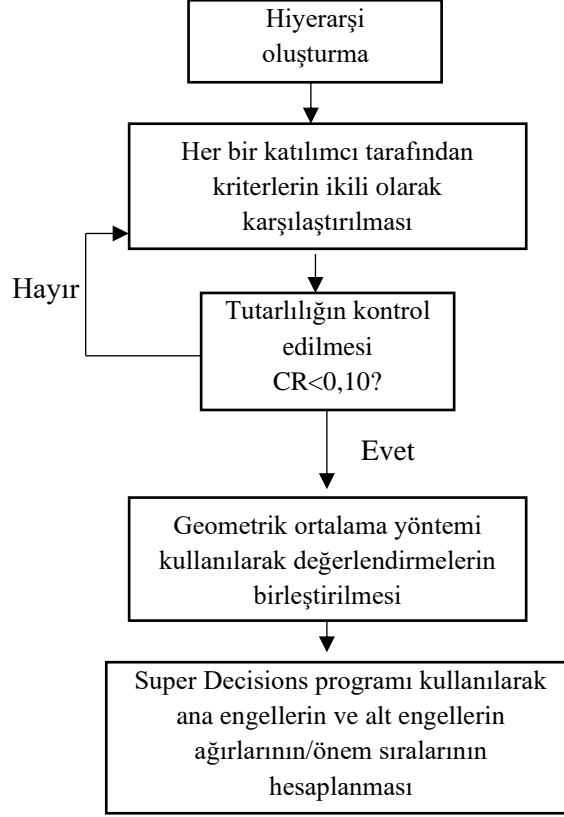 Hiyerarşi
oluşturma
Her bir katılımcı tarafından
kriterlerin ikili olarak
karşılaştırılması
Hayır
Tutarlılığın kontrol
edilmesi
CR<0,10?
Evet
Geometrik ortalama yöntemi
kullanılarak değerlendirmelerin
birleştirilmesi
Super Decisions programı kullanılarak
ana engellerin ve alt engellerin
ağırlarının/önem sıralarının
hesaplanması